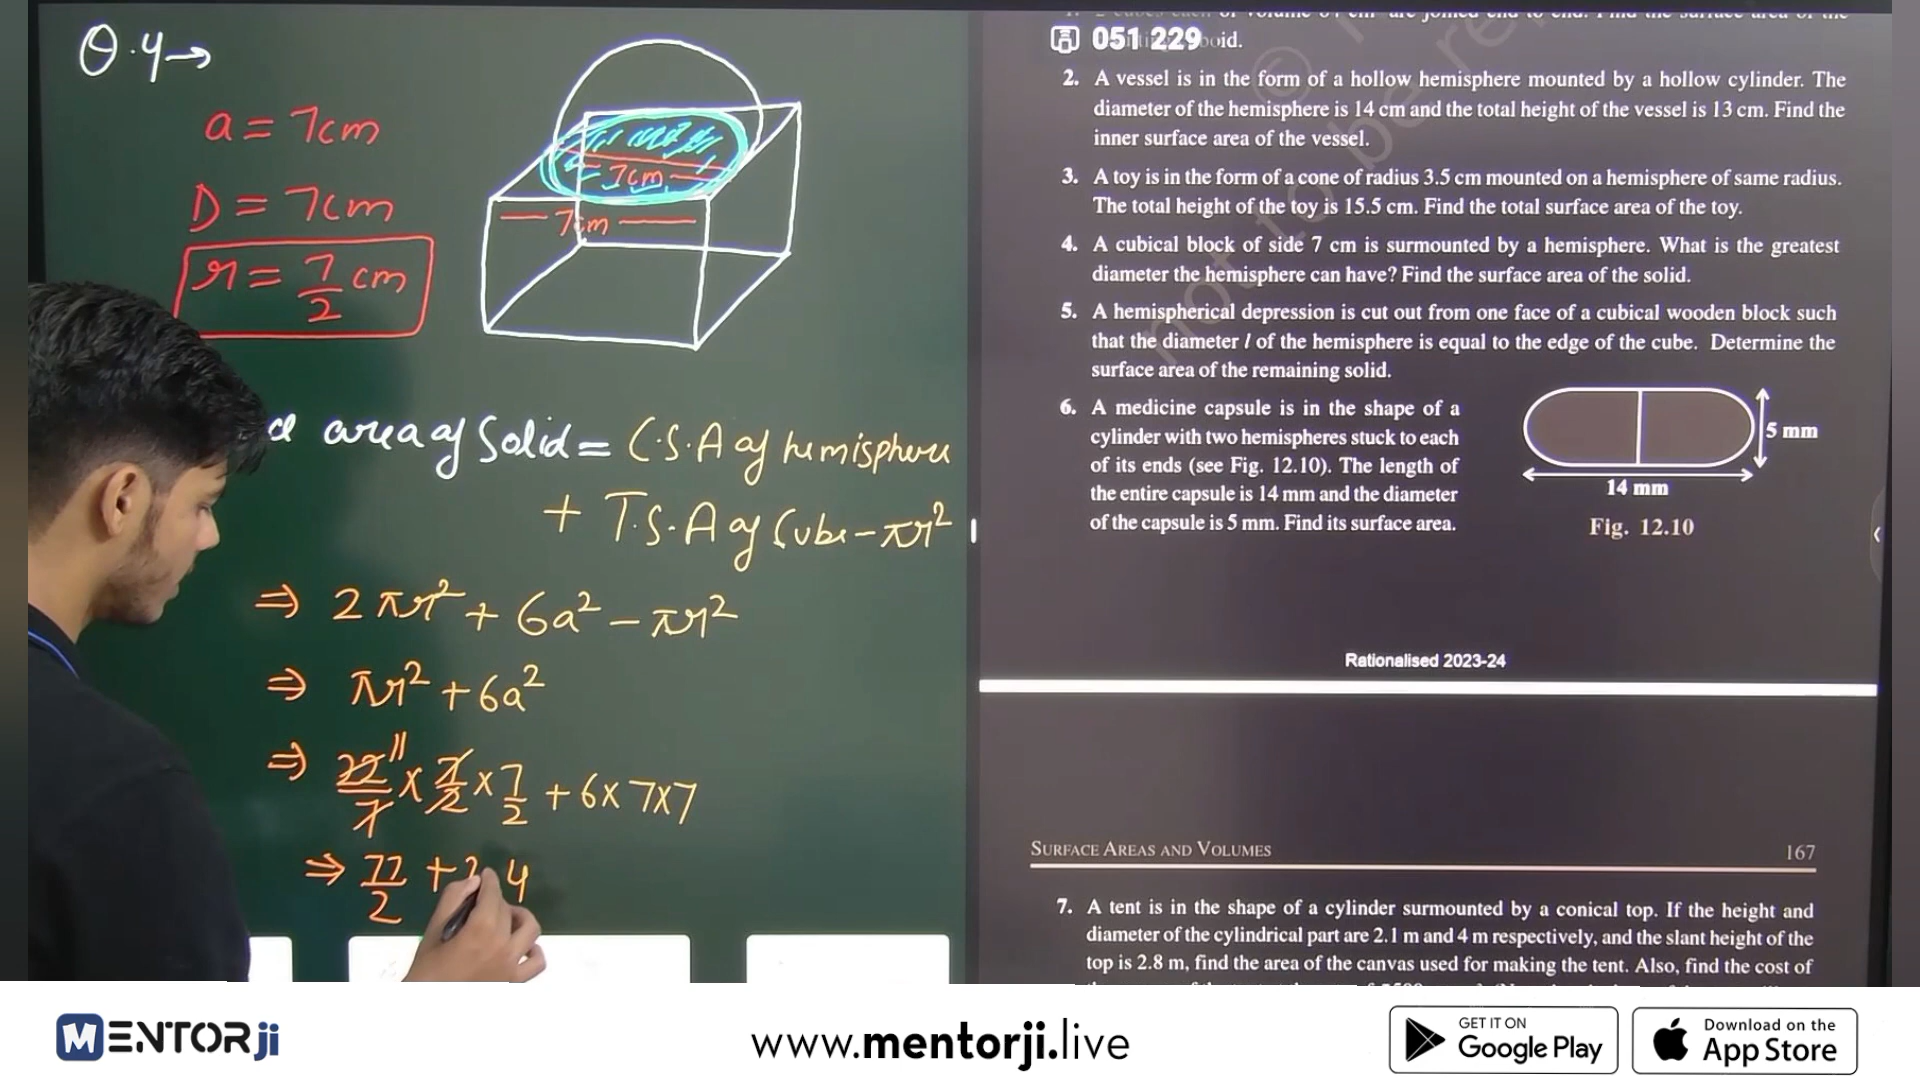 Q.4→
a = 7cm
D = 7cm
r = 7/2 cm
7cm
7cm
area of Solid = C.S.A of hemisphere
+ T.S.A of Cube - πr²
⇒ 2πr² + 6a² - πr²
⇒ πr² + 6a²
⇒ 22/7 11 × 7/2 × 7/2 + 6×7×7
⇒ 77/2 + 4
051 229 oid.
2. A vessel is in the form of a hollow hemisphere mounted by a hollow cylinder. The
diameter of the hemisphere is 14 cm and the total height of the vessel is 13 cm. Find the
inner surface area of the vessel.
3. A toy is in the form of a cone of radius 3.5 cm mounted on a hemisphere of same radius.
The total height of the toy is 15.5 cm. Find the total surface area of the toy.
4. A cubical block of side 7 cm is surmounted by a hemisphere. What is the greatest
diameter the hemisphere can have? Find the surface area of the solid.
5. A hemispherical depression is cut out from one face of a cubical wooden block such
that the diameter l of the hemisphere is equal to the edge of the cube. Determine the
surface area of the remaining solid.
6. A medicine capsule is in the shape of a
cylinder with two hemispheres stuck to each
of its ends (see Fig. 12.10). The length of
the entire capsule is 14 mm and the diameter
of the capsule is 5 mm. Find its surface area.
5 mm
14 mm
Fig. 12.10
Rationalised 2023-24
SURFACE AREAS AND VOLUMES 167
7. A tent is in the shape of a cylinder surmounted by a conical top. If the height and
diameter of the cylindrical part are 2.1 m and 4 m respectively, and the slant height of the
top is 2.8 m, find the area of the canvas used for making the tent. Also, find the cost of
MENTORji
www.mentorji.live
GET IT ON
Google Play
Download on the
App Store